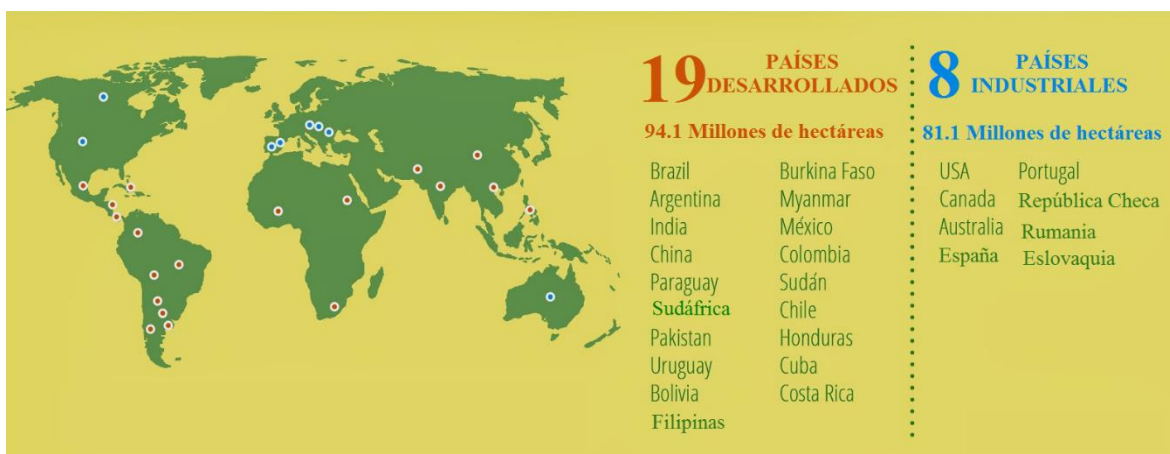 19 PAÍSES
DESARROLLADOS
94.1 Millones de hectáreas
Brazil
Argentina
India
China
Paraguay
Sudáfrica
Pakistan
Uruguay
Bolivia
Filipinas
Burkina Faso
Myanmar
México
Colombia
Sudán
Chile
Honduras
Cuba
Costa Rica
8 PAÍSES
INDUSTRIALES
81.1 Millones de hectáreas
USA
Canada
Australia
España
Portugal
República Checa
Rumania
Eslovaquia